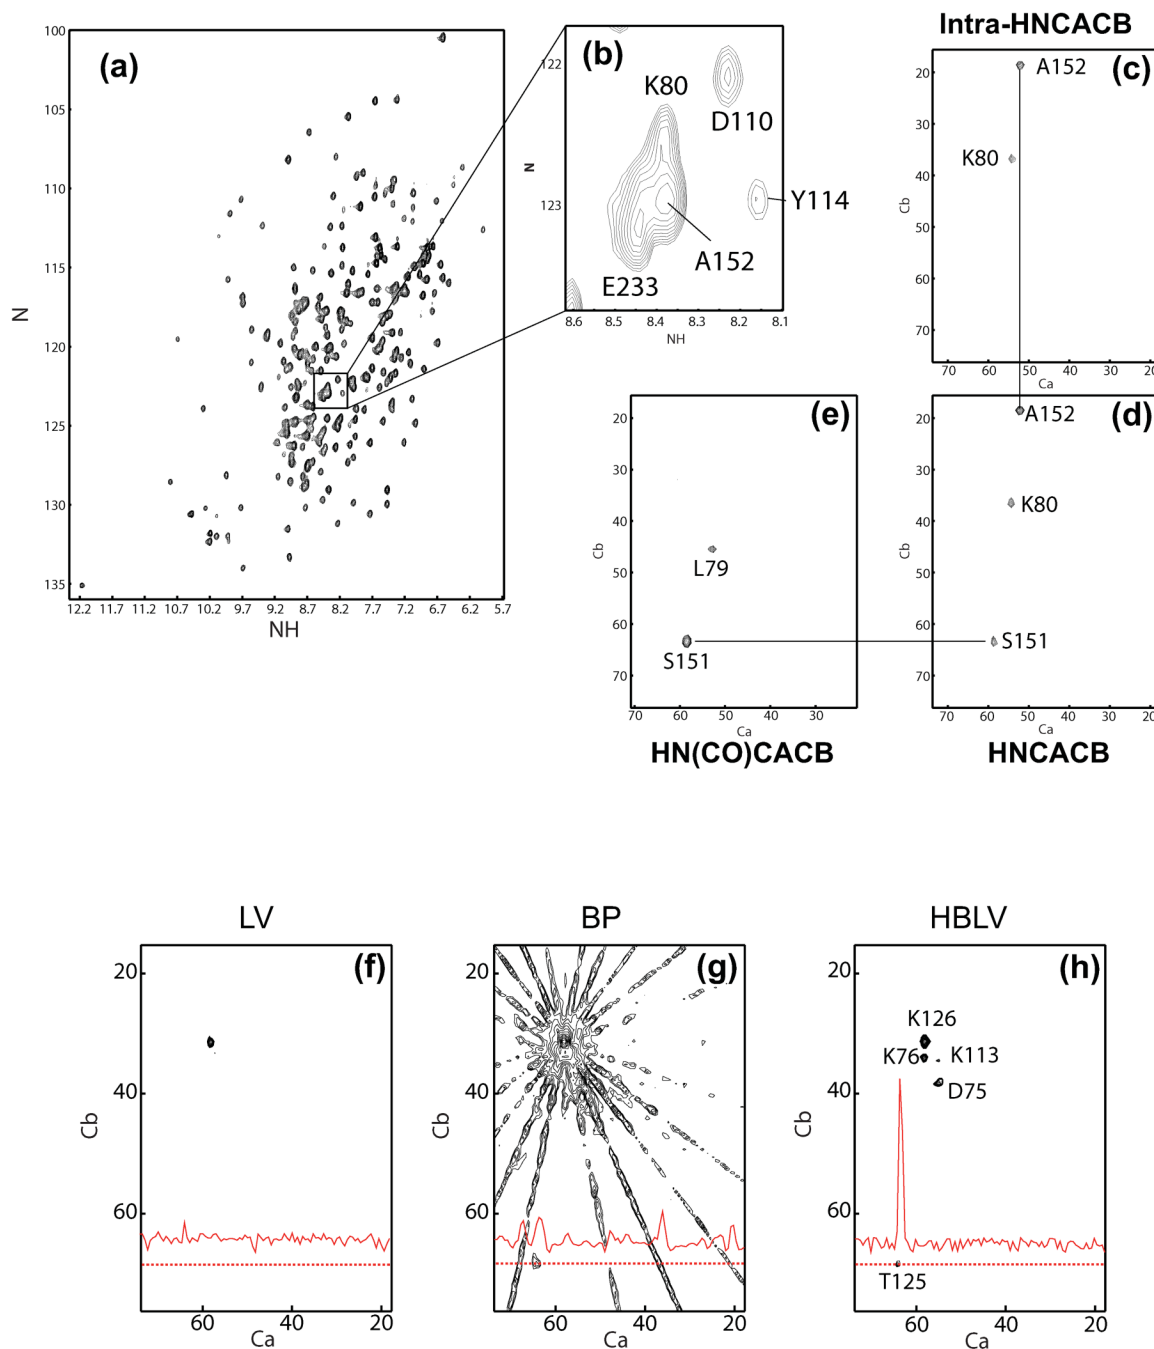 Intra-HNCACB
(a)
100
105
110
115
120
125
130
135
N
12.2 11.7 10.7 10.2 9.7 9.2 8.7 8.2 7.7 7.2 6.7 5.7
NH
(b)
122
123
N
K80
D110
Y114
A152
E233
8.6 8.5 8.4 8.3 8.2 8.1
NH
(c)
20
30
40
50
60
70
Cb
A152
K80
70 60 50 40 30 20
Ca
(e)
20
30
40
50
60
70
Cb
L79
S151
70 60 50 40 30
Ca
HN(CO)CACB
(d)
20
30
40
50
60
70
Cb
A152
K80
S151
70 60 50 40 30 20
Ca
HNCACB
LV
(f)
20
40
60
Cb
60 40 20
Ca
BP
(g)
20
40
60
Cb
60 40 20
Ca
HBLV
(h)
20
40
60
Cb
K126
K76 K113
D75
T125
60 40 20
Ca